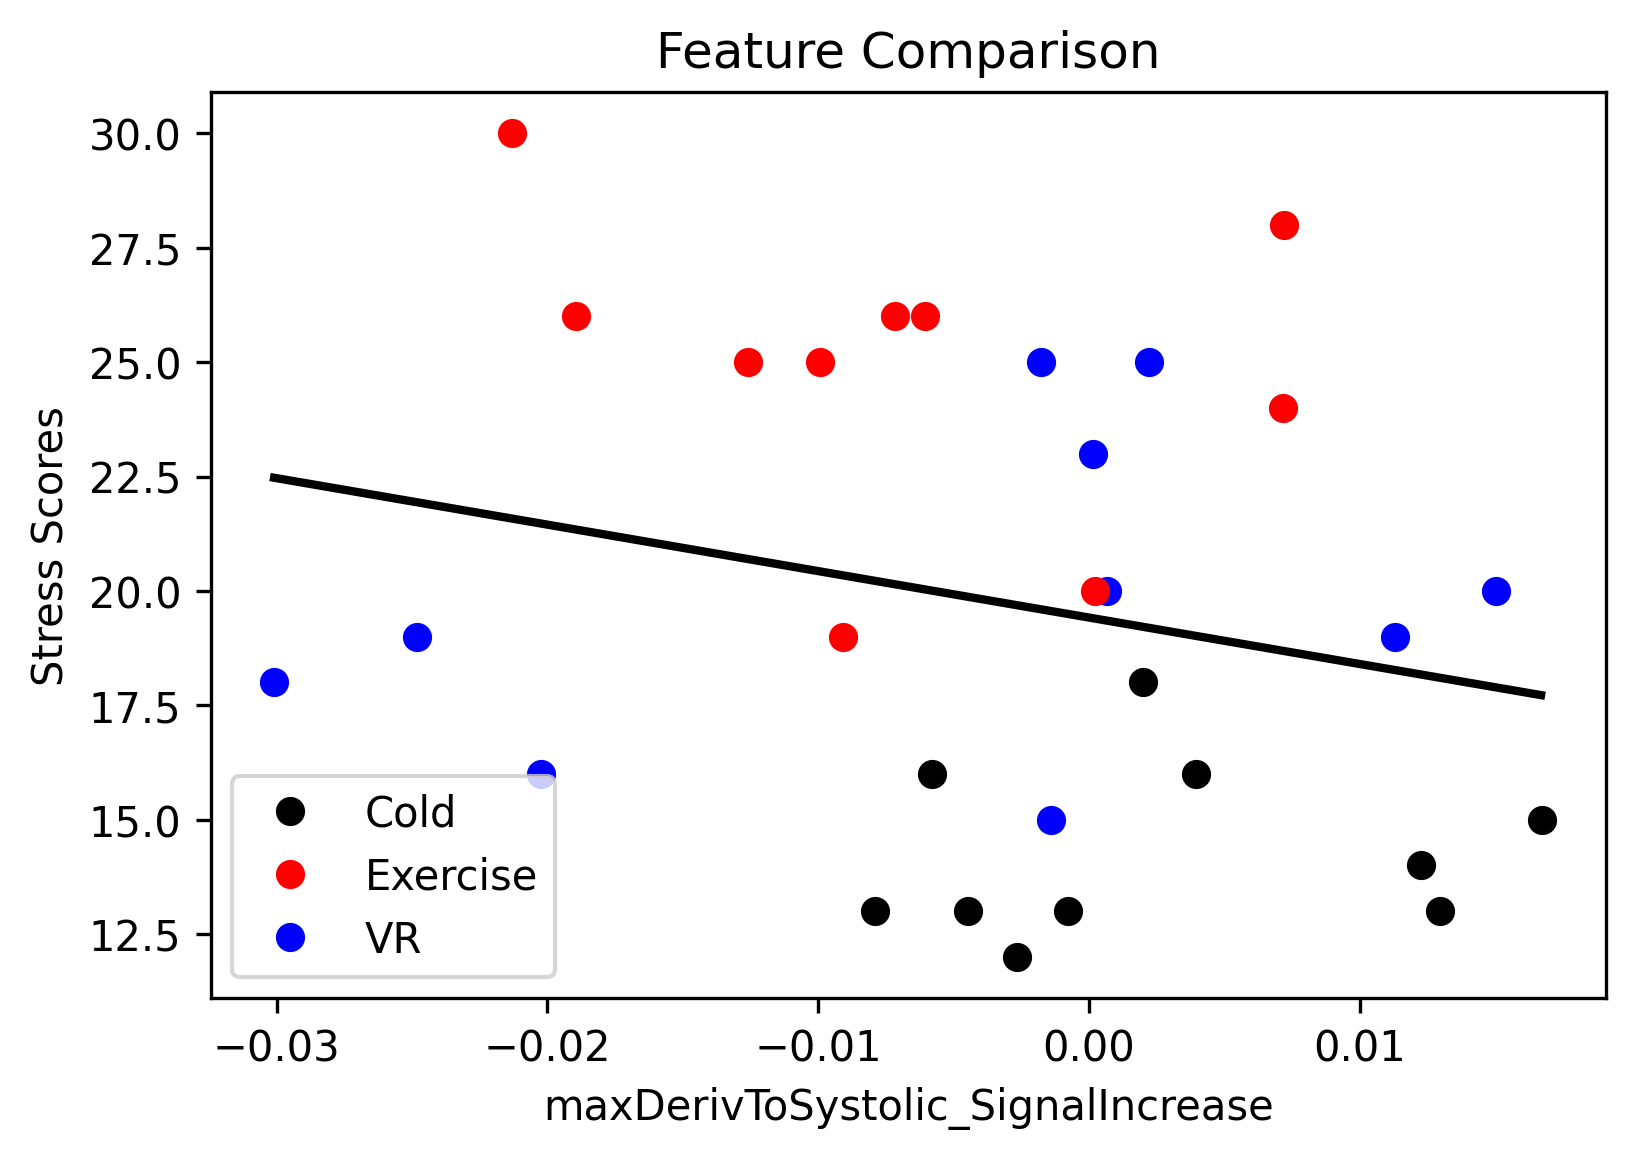 Feature Comparison
30.0
27.5
25.0
22.5
20.0
17.5
15.0
12.5
Stress Scores
Cold
Exercise
VR
−0.03 −0.02 −0.01 0.00 0.01
maxDerivToSystolic_SignalIncrease